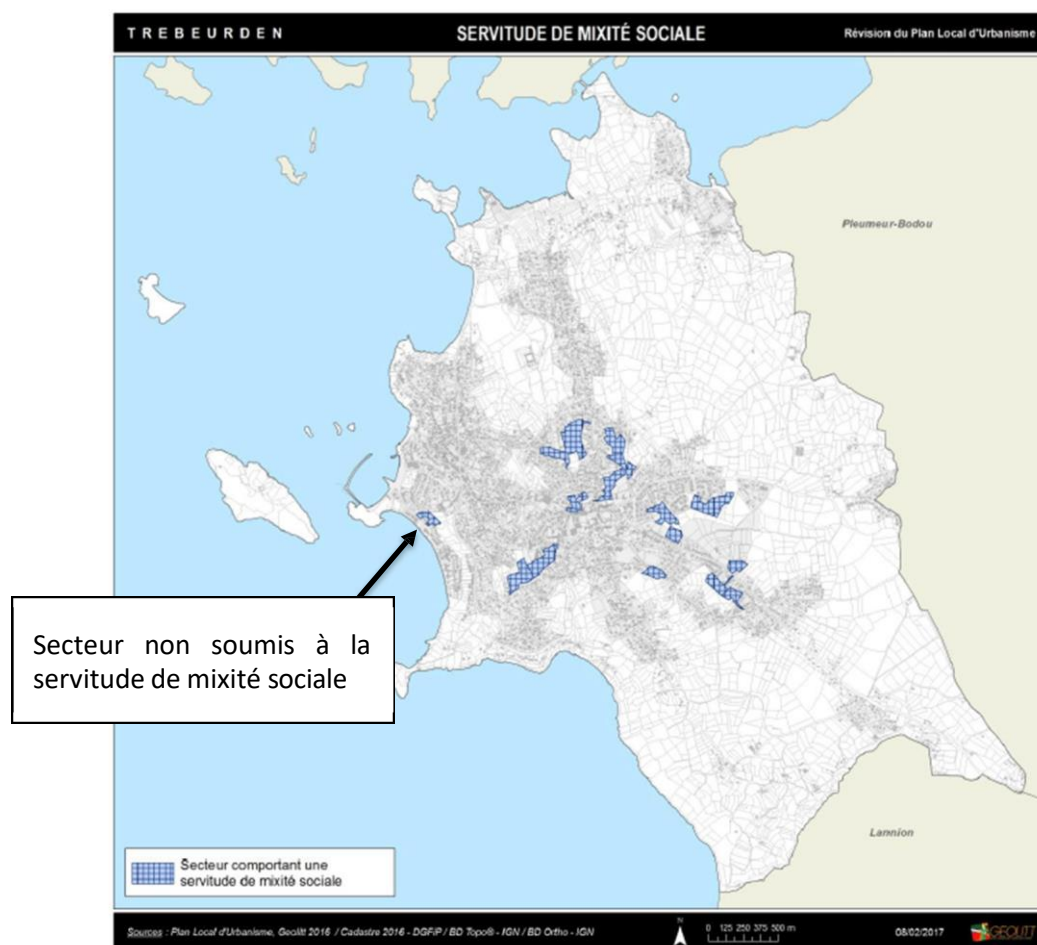 TREBEURDEN
SERVITUDE DE MIXITÉ SOCIALE
Révision du Plan Local d'Urbanisme
Pleumeur-Bodou
Secteur non soumis à la
servitude de mixité sociale
Lannion
Secteur comportant une
servitude de mixité sociale
Sources : Plan Local d'Urbanisme, Geolitt 2016 / Cadastre 2016 - DGFiP / BD Topo® - IGN / BD Ortho - IGN
N
0 125 250 375 500 m
08/02/2017
GEOLITT